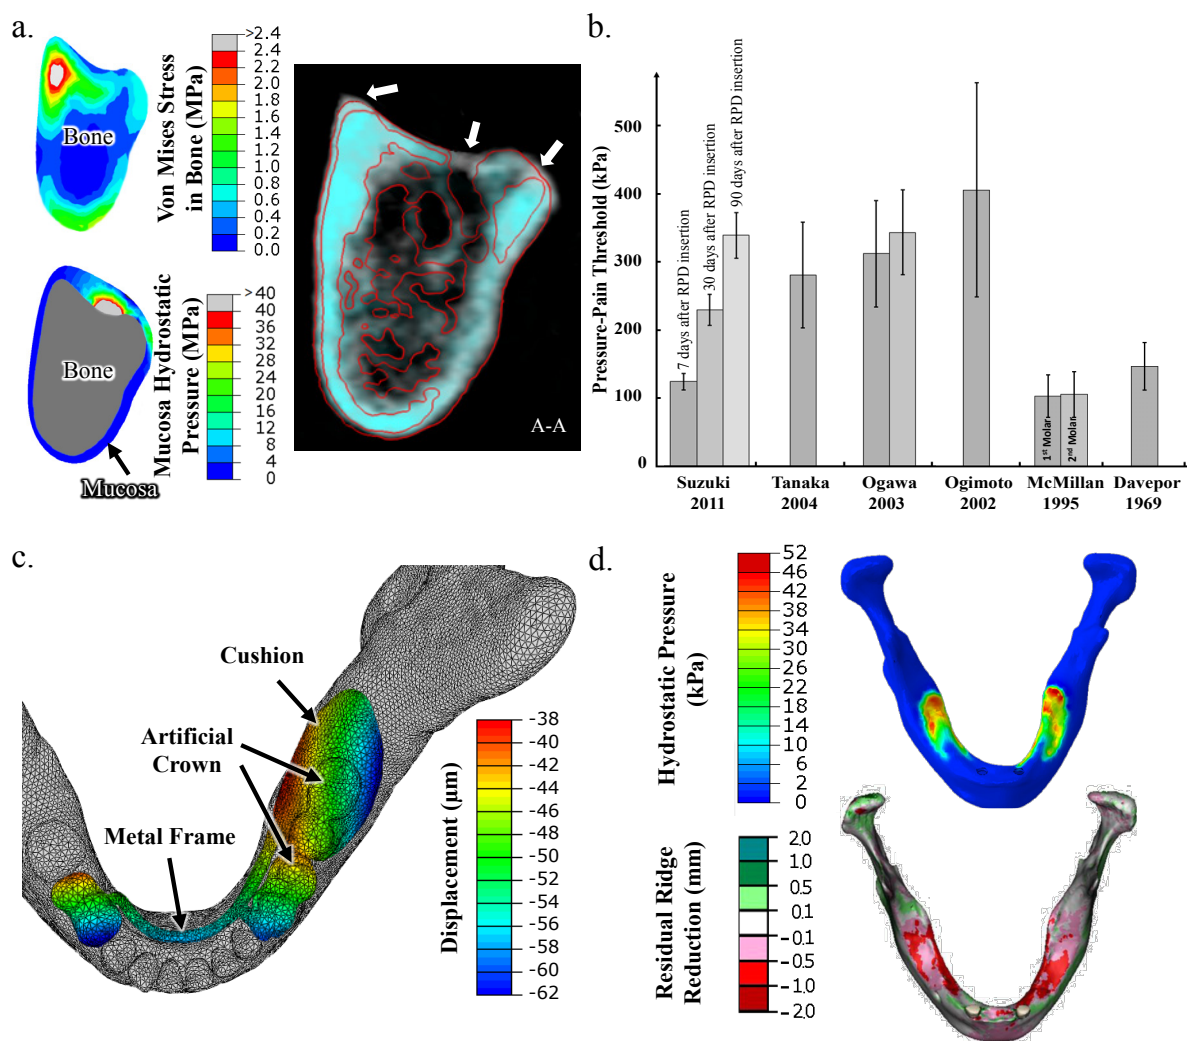 a.
Von Mises Stress
in Bone (MPa)
>2.4
2.4
2.2
2.0
1.8
1.6
1.4
1.2
1.0
0.8
0.6
0.4
0.2
0.0
Bone
Mucosa Hydrostatic
Pressure (MPa)
>40
40
36
32
28
24
20
16
12
8
4
0
Bone
Mucosa
A-A
b.
Pressure-Pain Threshold (kPa)
500
400
300
200
100
0
7 days after RPD insertion
30 days after RPD insertion
90 days after RPD insertion
1st Molar
2nd Molar
Suzuki
2011
Tanaka
2004
Ogawa
2003
Ogimoto
2002
McMillan
1995
Davepor
1969
c.
Cushion
Artificial
Crown
Metal Frame
Displacement (μm)
-38
-40
-42
-44
-46
-48
-50
-52
-54
-56
-58
-60
-62
d.
Hydrostatic Pressure
(kPa)
52
46
42
38
34
30
26
22
18
14
10
6
2
0
Residual Ridge
Reduction (mm)
2.0
1.0
0.5
0.1
-0.1
-0.5
-1.0
-2.0